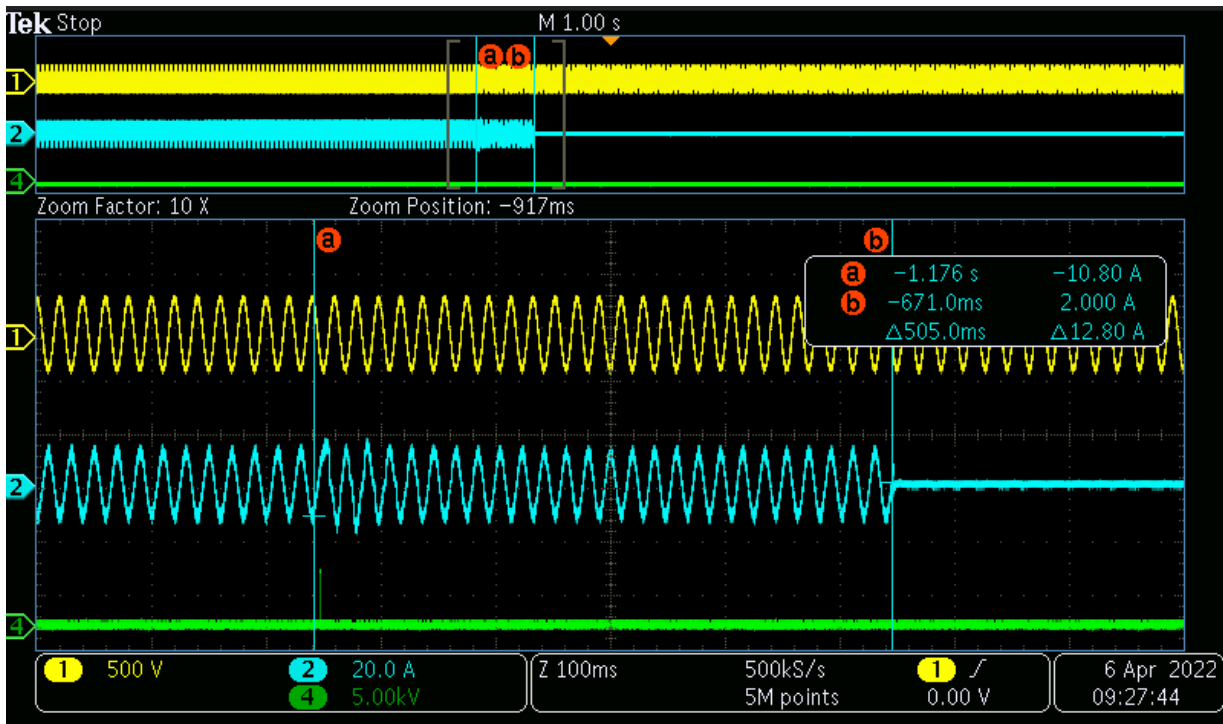 Tek Stop M 1.00 s
a b
1
2
4
Zoom Factor: 10 X Zoom Position: −917ms
a b
a −1.176 s −10.80 A
b −671.0ms 2.000 A
Δ505.0ms Δ12.80 A
1
2
4
1 500 V 2 20.0 A Z 100ms 500kS/s 1 ∫ 6 Apr 2022
4 5.00kV 5M points 0.00 V 09:27:44